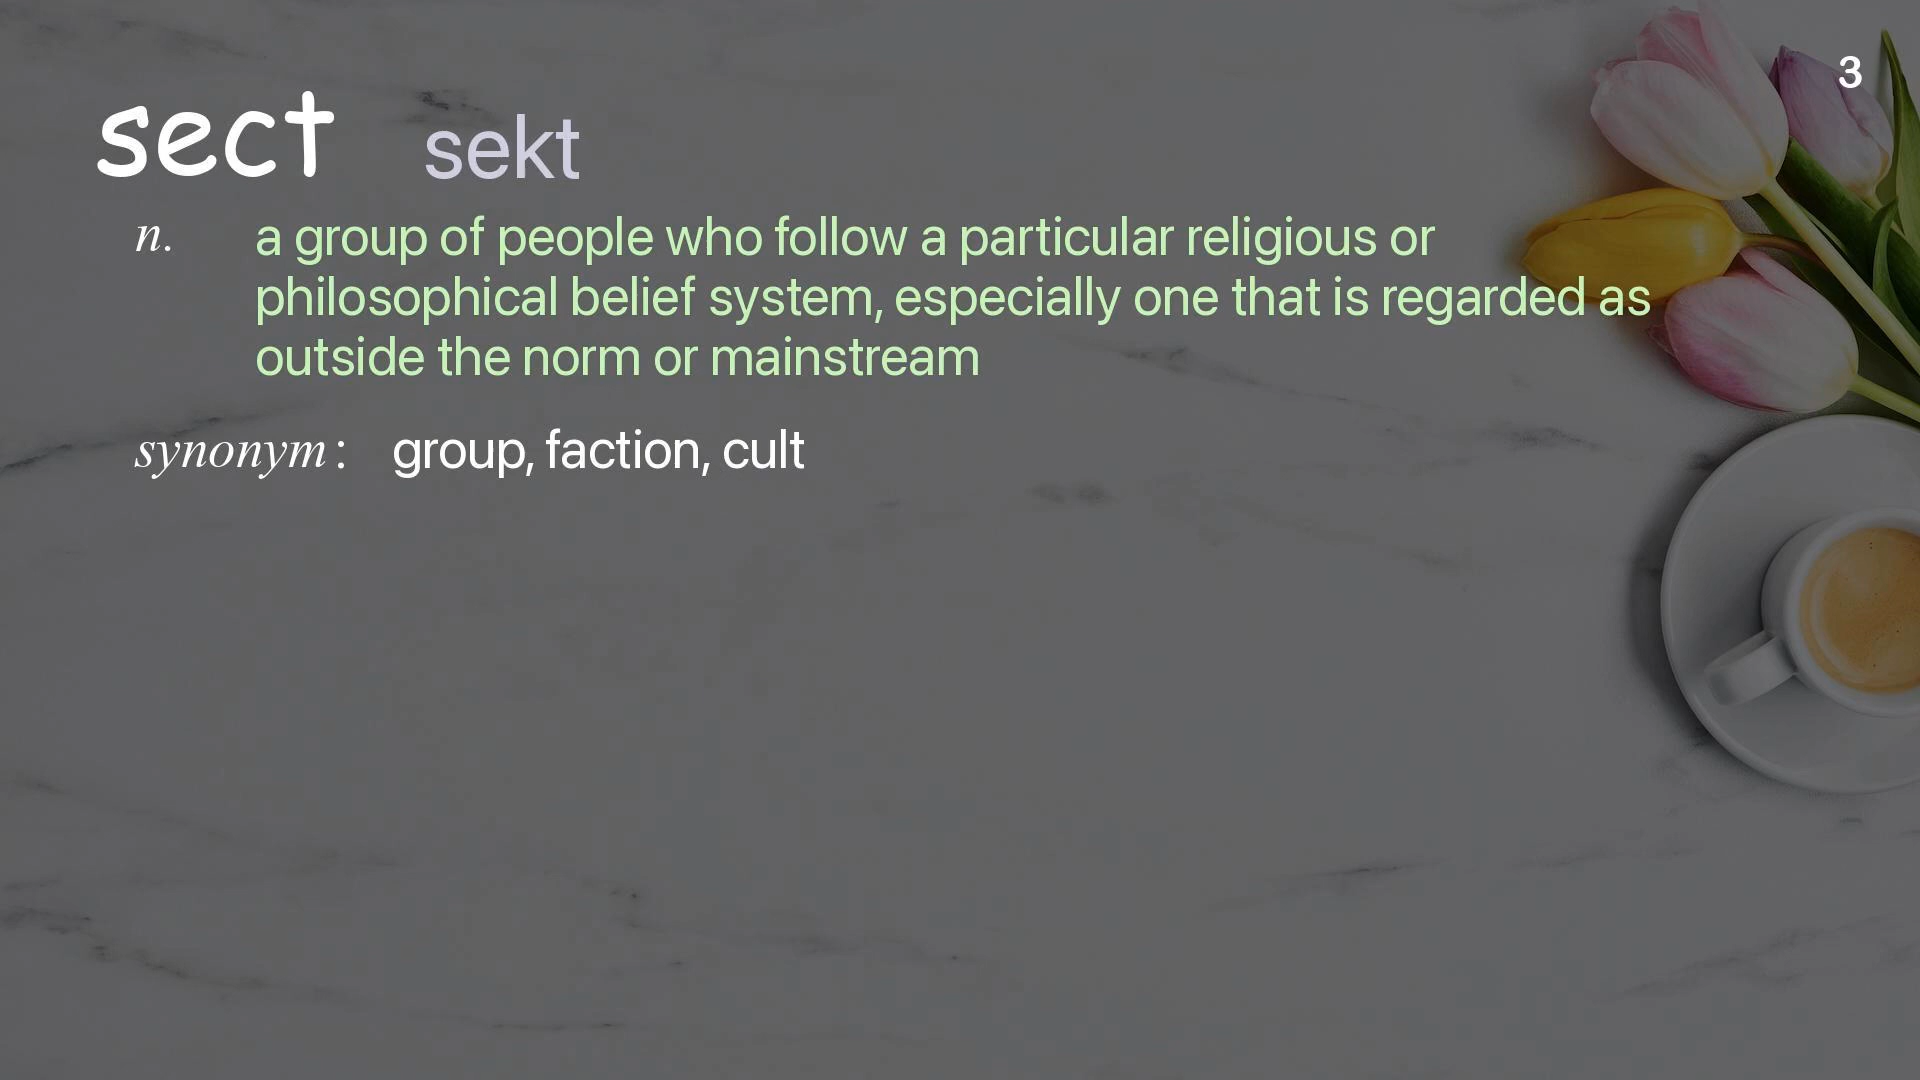 3
sect sekt
n. a group of people who follow a particular religious or
philosophical belief system, especially one that is regarded as
outside the norm or mainstream
synonym : group, faction, cult